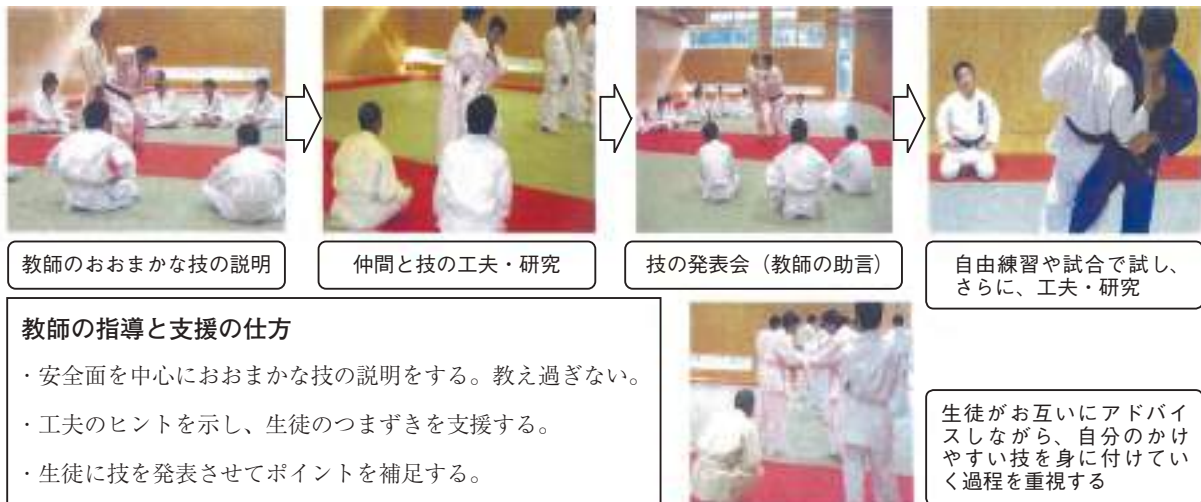 教師のおおまかな技の説明
仲間と技の工夫・研究
技の発表会（教師の助言）
自由練習や試合で試し、
さらに、工夫・研究
教師の指導と支援の仕方
・安全面を中心におおまかな技の説明をする。教え過ぎない。
・工夫のヒントを示し、生徒のつまずきを支援する。
・生徒に技を発表させてポイントを補足する。
生徒がお互いにアドバイ
スしながら、自分のかけ
やすい技を身に付けてい
く過程を重視する